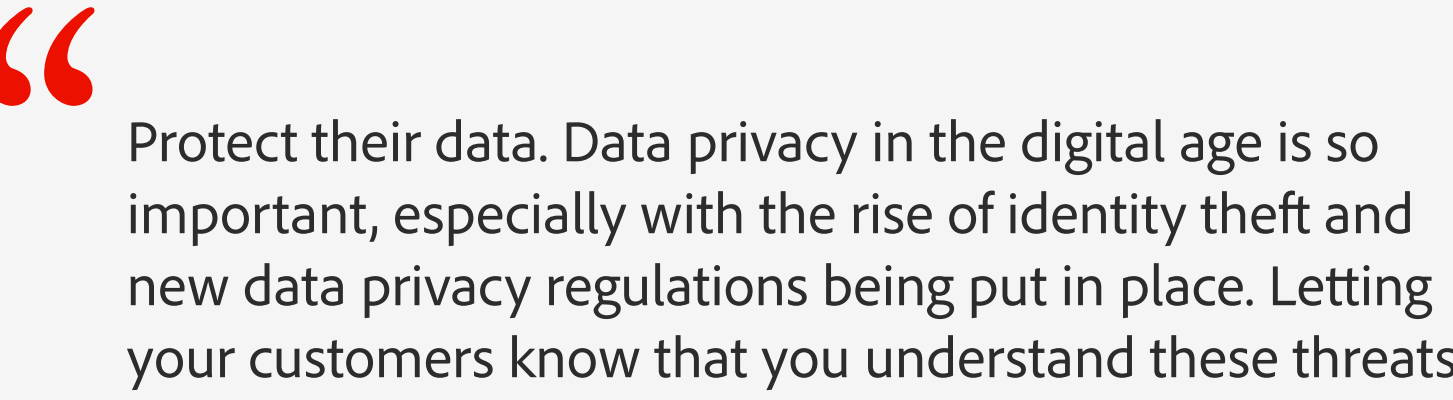 “
Protect their data. Data privacy in the digital age is so
important, especially with the rise of identity theft and
new data privacy regulations being put in place. Letting
your customers know that you understand these threats